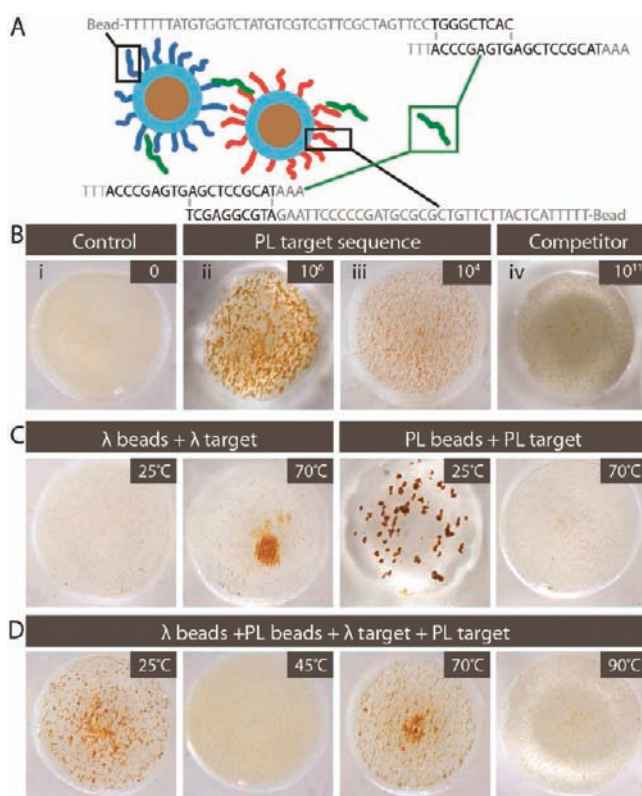 A
Bead-TTTTTTATGTGGTCTATGTCGTCGTTCGCTAGTTCCTGGGCTCAC
TTTACCCGAGTGAGCTCCGCATAAA
TTTACCCGAGTGAGCTCCGCATAAA
TCGAGGCGTAGAATTCCCCCGATGCGCGCTGTTCTTACTCATTTTT-Bead
B
Control PL target sequence Competitor
i 0 ii 10⁶ iii 10⁴ iv 10¹¹
C
λ beads + λ target PL beads + PL target
25°C 70°C 25°C 70°C
D
λ beads +PL beads + λ target + PL target
25°C 45°C 70°C 90°C